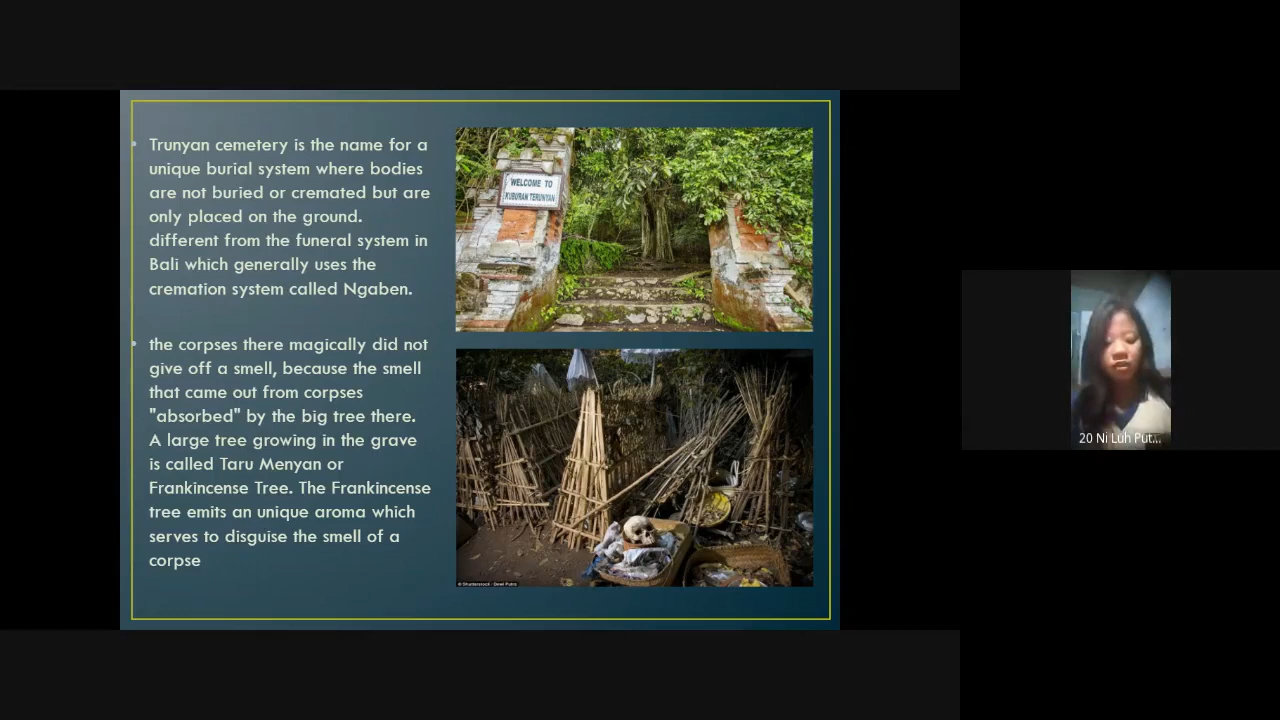 Trunyan cemetery is the name for a
unique burial system where bodies
are not buried or cremated but are
only placed on the ground.
different from the funeral system in
Bali which generally uses the
cremation system called Ngaben.
the corpses there magically did not
give off a smell, because the smell
that came out from corpses
"absorbed" by the big tree there.
A large tree growing in the grave
is called Taru Menyan or
Frankincense Tree. The Frankincense
tree emits an unique aroma which
serves to disguise the smell of a
corpse
WELCOME TO
KUBURAN TERUNYAN
© Shutterstock / Dewi Putra
20 Ni Luh Put...